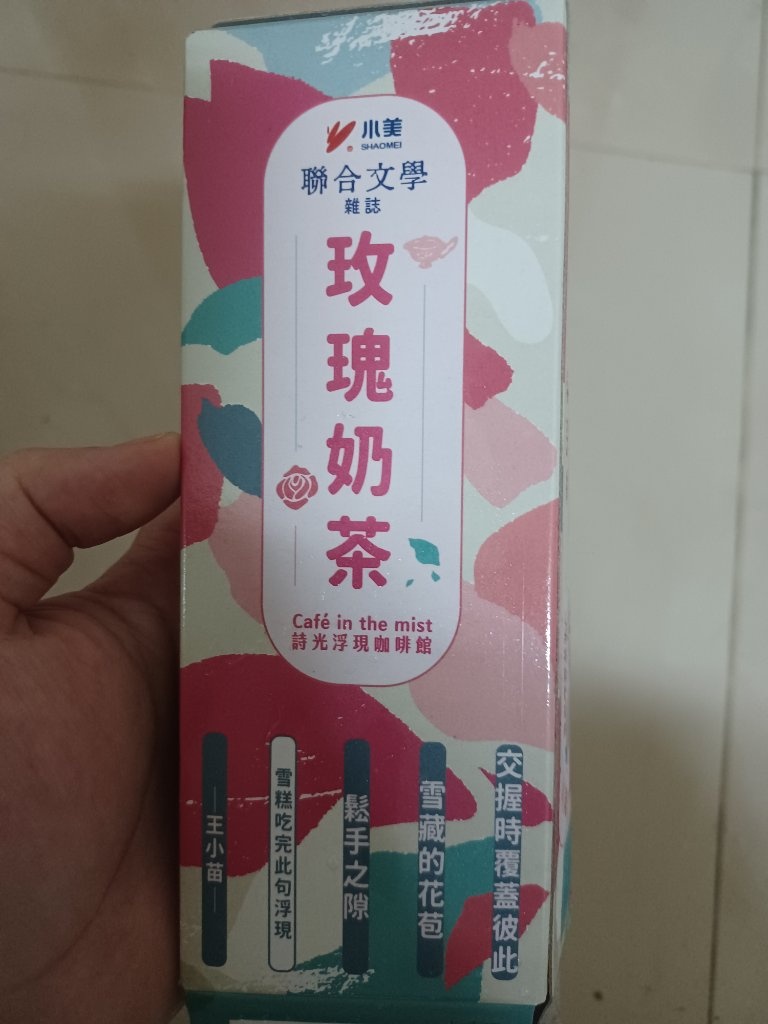 小美
SHAOMEI
聯合文學
雜誌
玫瑰奶茶
Café in the mist
詩光浮現咖啡館
交握時覆蓋彼此
雪藏的花苞
鬆手之隙
雪糕吃完此句浮現
—王小苗—